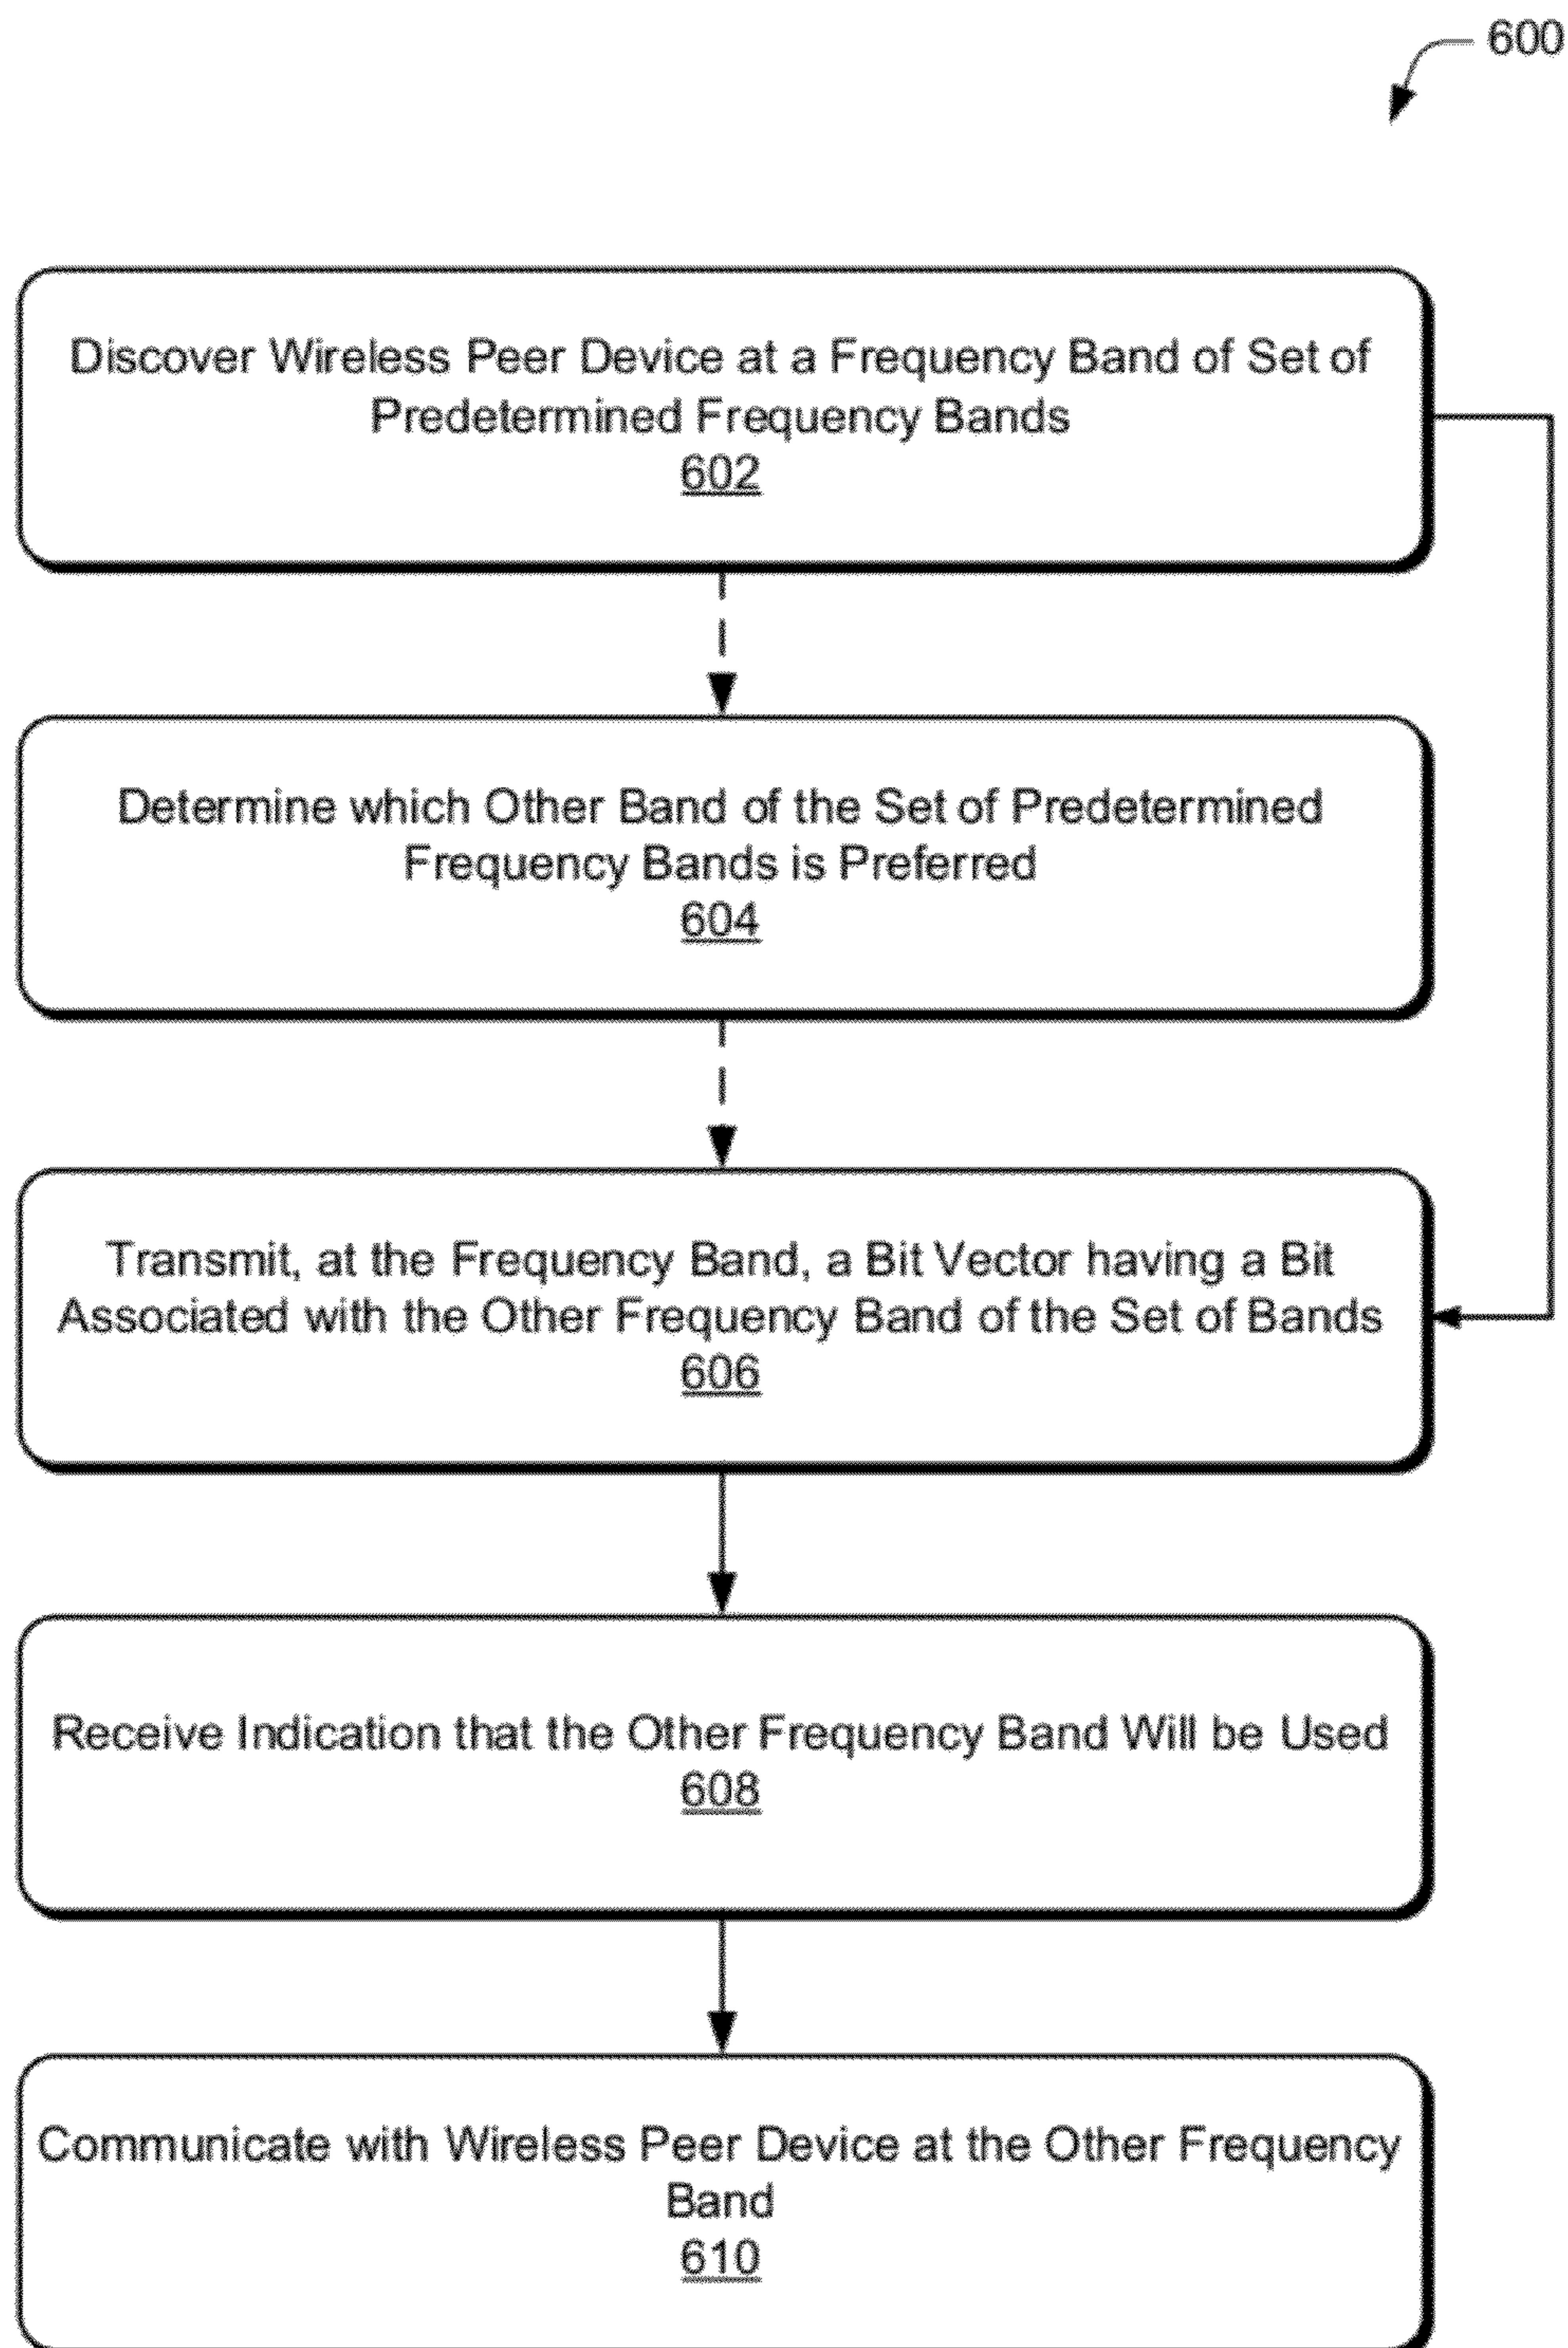 600
Discover Wireless Peer Device at a Frequency Band of Set of
Predetermined Frequency Bands
602
Determine which Other Band of the Set of Predetermined
Frequency Bands is Preferred
604
Transmit, at the Frequency Band, a Bit Vector having a Bit
Associated with the Other Frequency Band of the Set of Bands
606
Receive Indication that the Other Frequency Band Will be Used
608
Communicate with Wireless Peer Device at the Other Frequency
Band
610